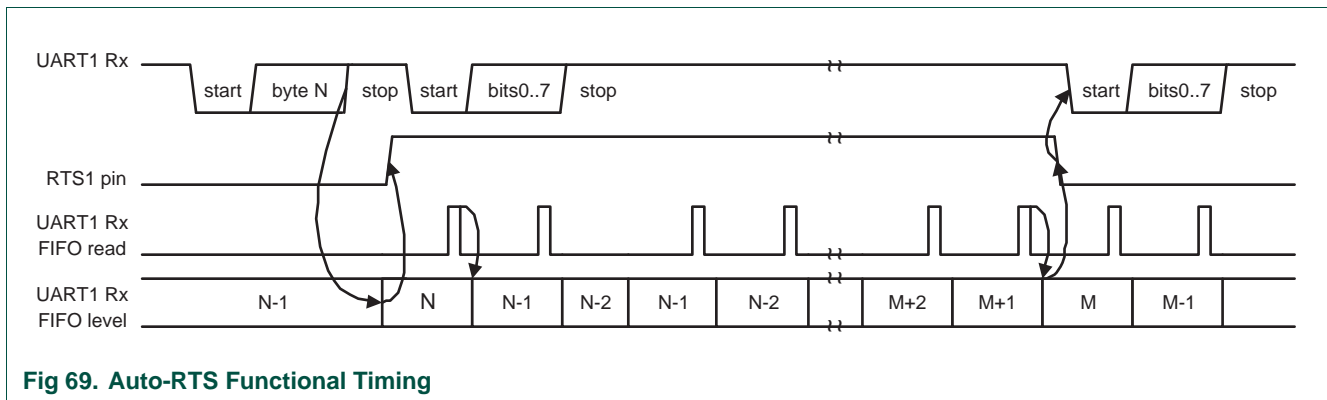 UART1 Rx
start byte N stop start bits0..7 stop start bits0..7 stop
RTS1 pin
UART1 Rx
FIFO read
UART1 Rx
FIFO level
N-1 N N-1 N-2 N-1 N-2 M+2 M+1 M M-1
Fig 69. Auto-RTS Functional Timing